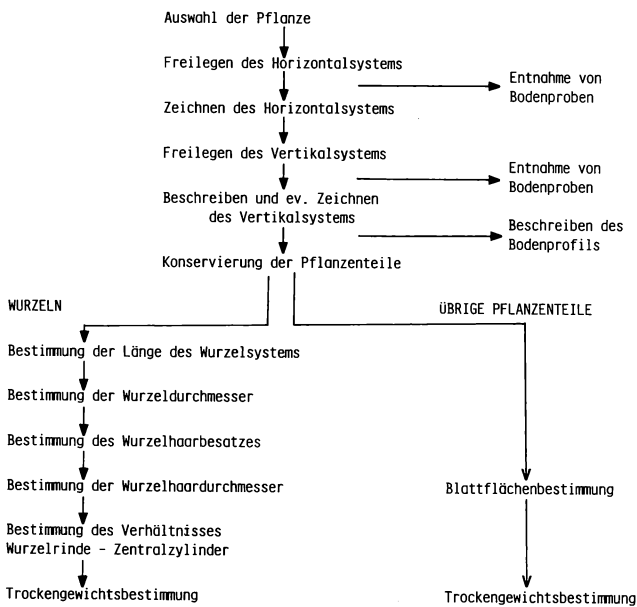 Auswahl der Pflanze
Freilegen des Horizontalsystems
Entnahme von
Bodenproben
Zeichnen des Horizontalsystems
Freilegen des Vertikalsystems
Entnahme von
Bodenproben
Beschreiben und ev. Zeichnen
des Vertikalsystems
Beschreiben des
Bodenprofils
Konservierung der Pflanzenteile
WURZELN
Bestimmung der Länge des Wurzelsystems
Bestimmung der Wurzeldurchmesser
Bestimmung des Wurzelhaarbesatzes
Bestimmung der Wurzelhaardurchmesser
Bestimmung des Verhältnisses
Wurzelrinde - Zentralzylinder
Trockengewichtsbestimmung
ÜBRIGE PFLANZENTEILE
Blattflächenbestimmung
Trockengewichtsbestimmung